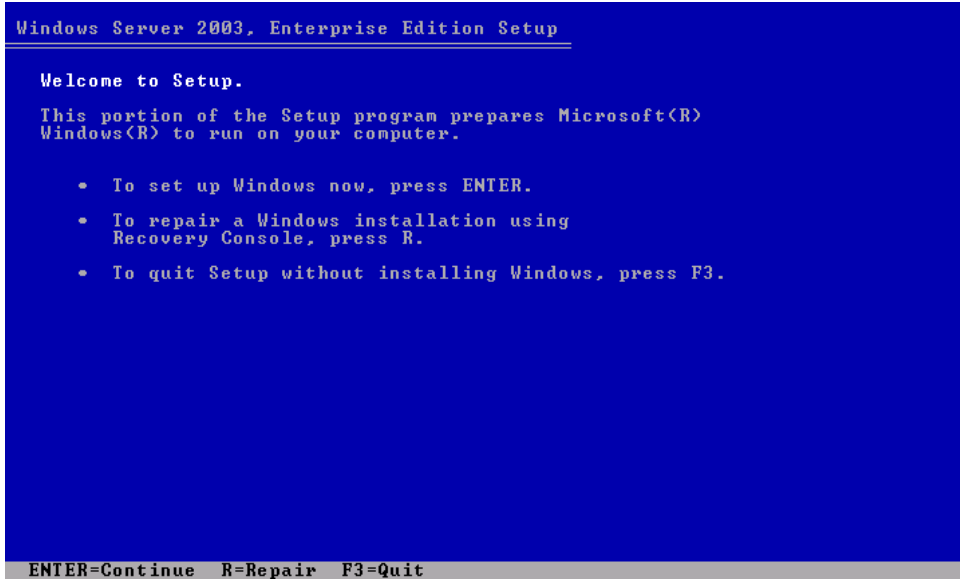 Windows Server 2003, Enterprise Edition Setup
Welcome to Setup.
This portion of the Setup program prepares Microsoft(R)
Windows(R) to run on your computer.
• To set up Windows now, press ENTER.
• To repair a Windows installation using
Recovery Console, press R.
• To quit Setup without installing Windows, press F3.
ENTER=Continue R=Repair F3=Quit